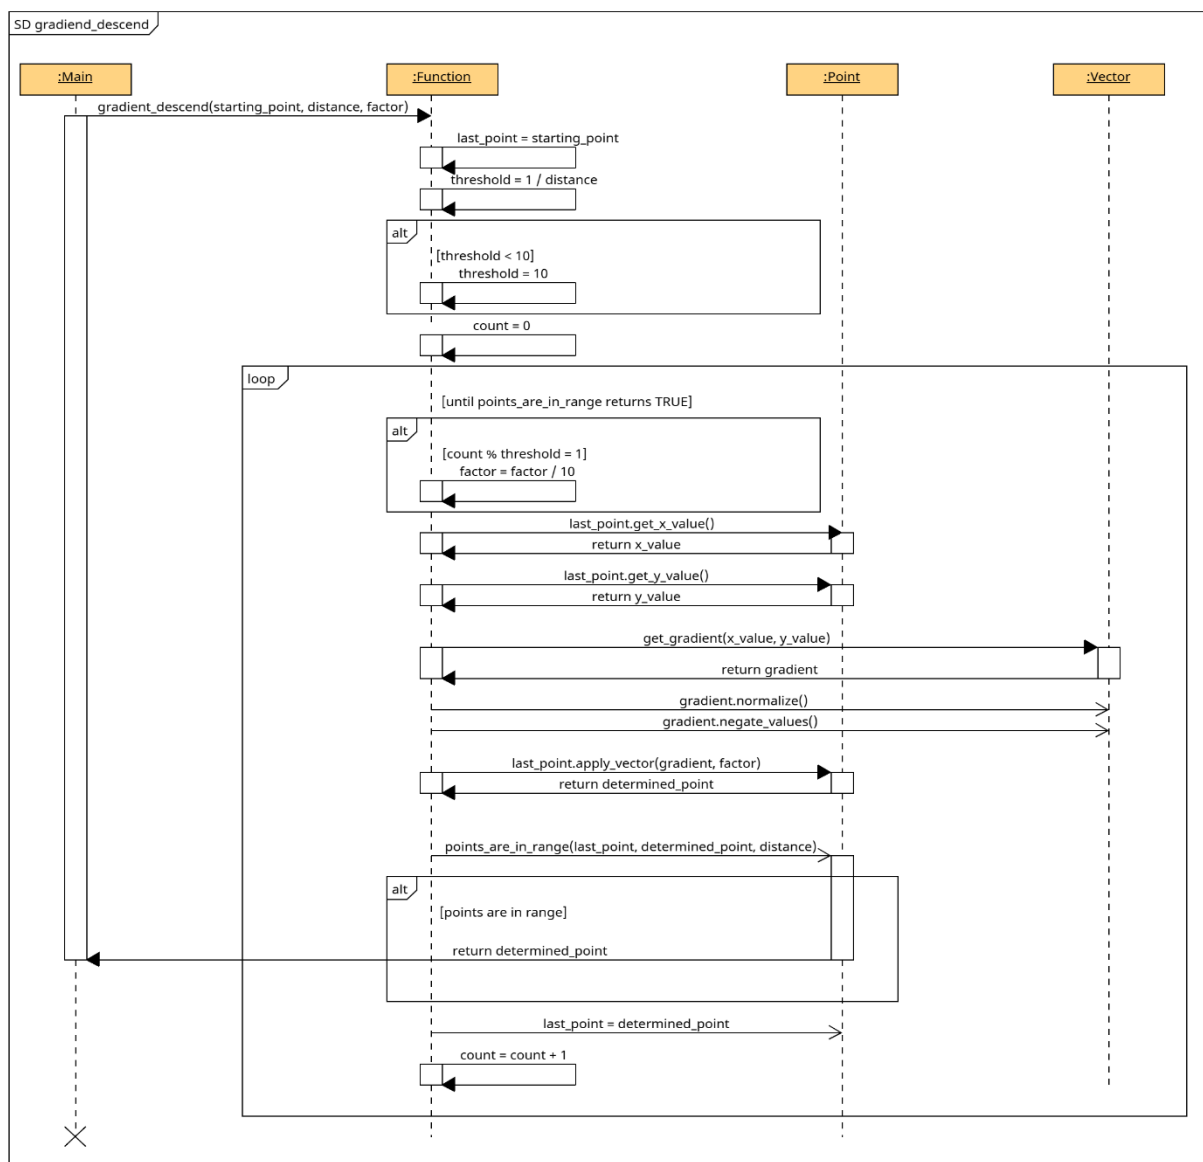 SD gradiend_descend
:Main
:Function
:Point
:Vector
gradient_descend(starting_point, distance, factor)
last_point = starting_point
threshold = 1 / distance
alt
[threshold < 10]
threshold = 10
count = 0
loop
[until points_are_in_range returns TRUE]
alt
[count % threshold = 1]
factor = factor / 10
last_point.get_x_value()
return x_value
last_point.get_y_value()
return y_value
get_gradient(x_value, y_value)
return gradient
gradient.normalize()
gradient.negate_values()
last_point.apply_vector(gradient, factor)
return determined_point
points_are_in_range(last_point, determined_point, distance)
alt
[points are in range]
return determined_point
last_point = determined_point
count = count + 1